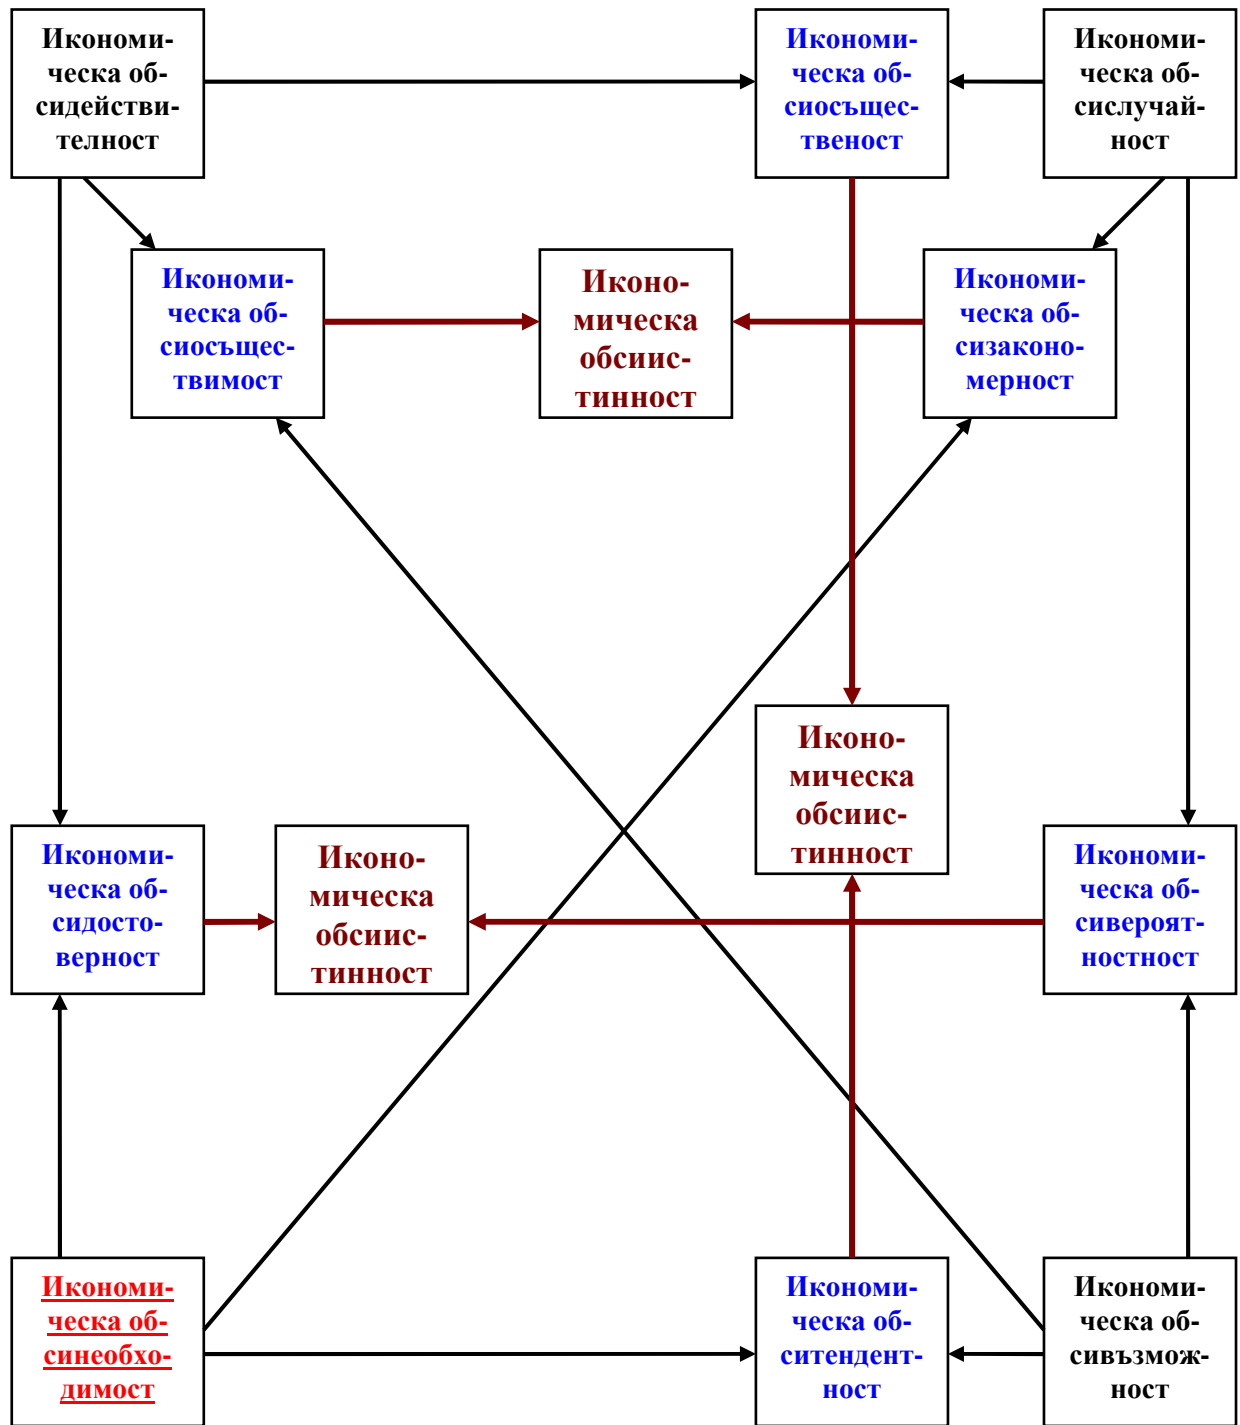 Икономи-
ческа об-
сидействи-
телност
Икономи-
ческа об-
сиосъщес-
твеност
Икономи-
ческа об-
сислучай-
ност
Икономи-
ческа об-
сиосъщес-
твимост
Иконо-
мическа
обсиис-
тинност
Икономи-
ческа об-
сизаконо-
мерност
Иконо-
мическа
обсиис-
тинност
Икономи-
ческа об-
сидосто-
верност
Иконо-
мическа
обсиис-
тинност
Икономи-
ческа об-
сивероят-
ностност
Икономи-
ческа об-
синеобхо-
димост
Икономи-
ческа об-
ситендент-
ност
Икономи-
ческа об-
сивъзмож-
ност